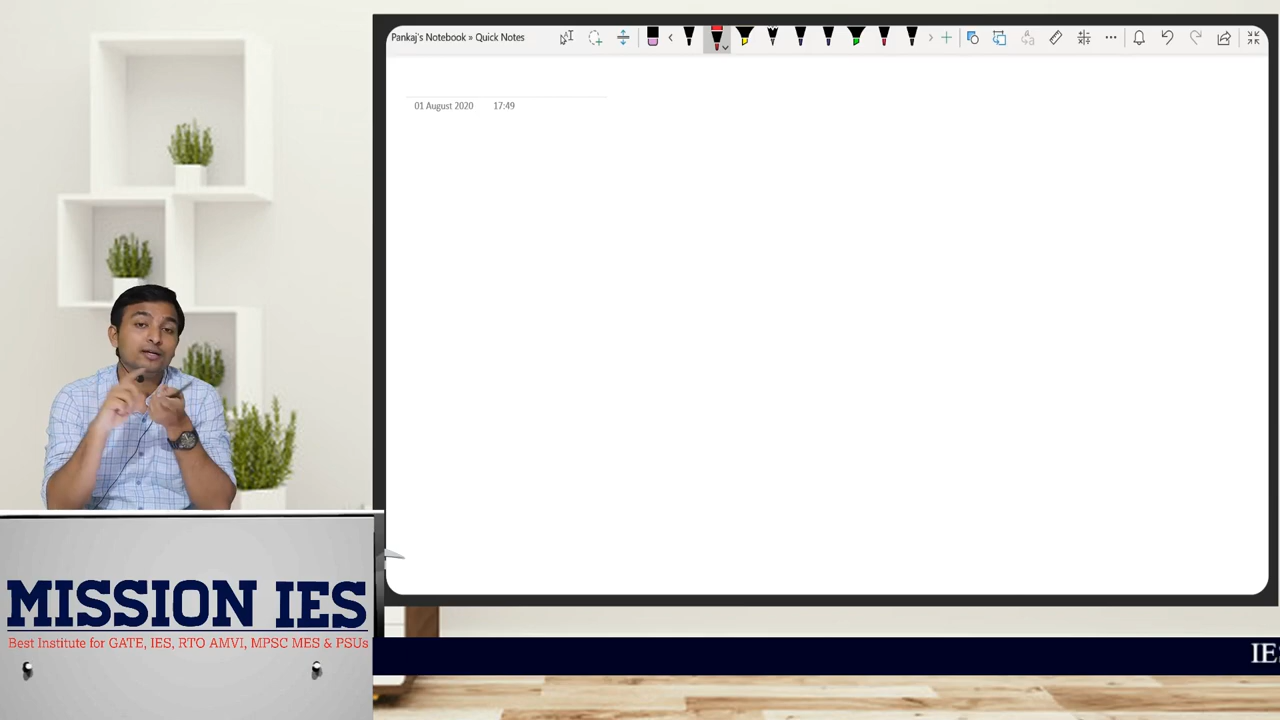 Pankaj's Notebook » Quick Notes
01 August 2020 17:49
MISSION IES
Best Institute for GATE, IES, RTO AMVI, MPSC MES & PSUs
IES